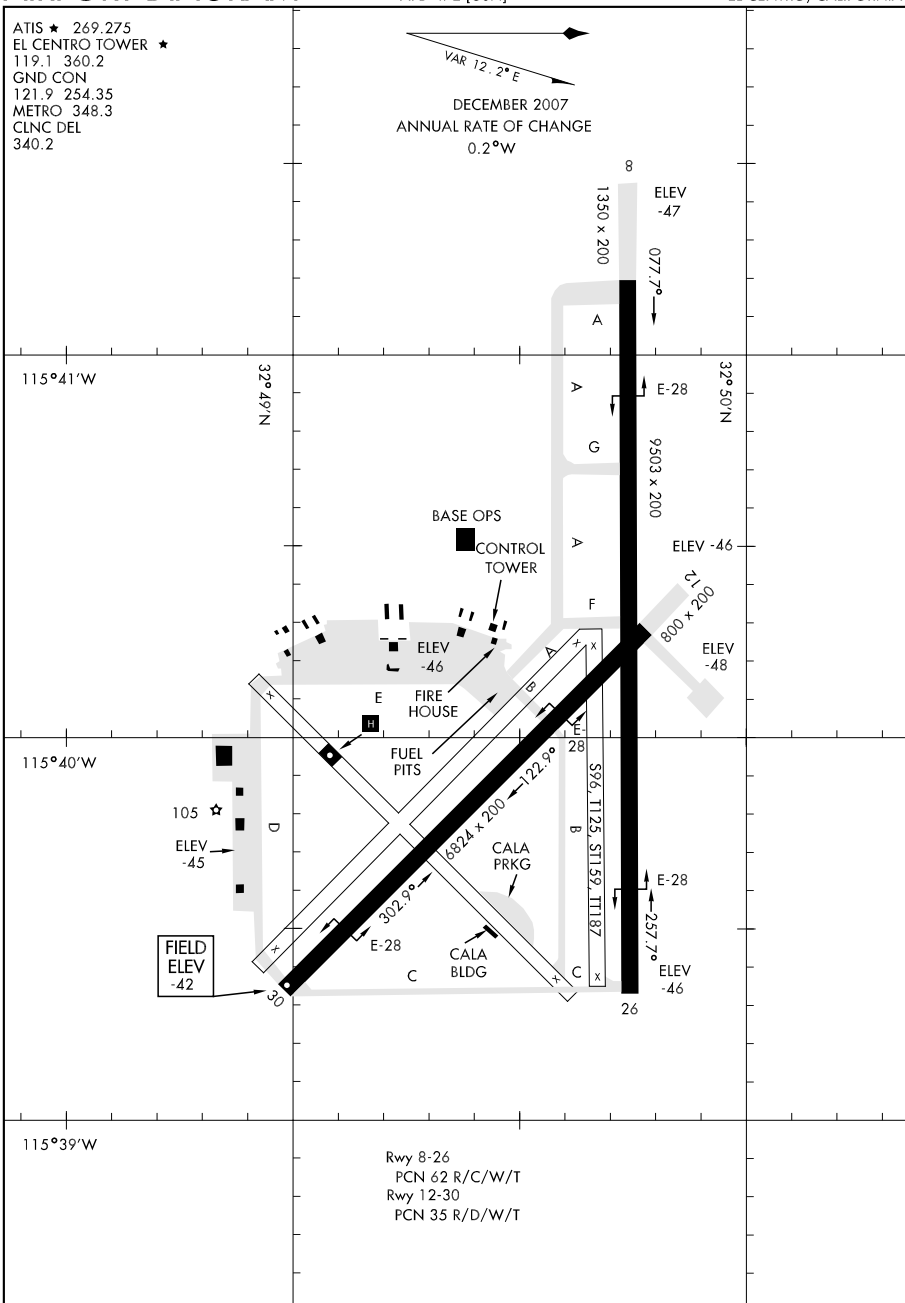 ATIS ★ 269.275
EL CENTRO TOWER ★
119.1 360.2
GND CON
121.9 254.35
METRO 348.3
CLNC DEL
340.2
VAR 12.2° E
DECEMBER 2007
ANNUAL RATE OF CHANGE
0.2°W
8
ELEV
-47
1350 x 200
077.7°
A
115°41'W
32°49'N
32°50'N
A
E-28
G
9503 x 200
BASE OPS
CONTROL
TOWER
A
ELEV -46
12
800 x 200
F
ELEV
-48
ELEV
-46
A
X
X
X
E
B
FIRE
HOUSE
H
E-
28
115°40'W
FUEL
PITS
122.9°
S96, T125, ST159, TT187
105
D
6824 x 200
B
ELEV
-45
CALA
PRKG
E-28
302.9°
257.7°
FIELD
ELEV
-42
X
E-28
CALA
BLDG
C
X
C
X
ELEV
-46
30
26
115°39'W
Rwy 8-26
PCN 62 R/C/W/T
Rwy 12-30
PCN 35 R/D/W/T